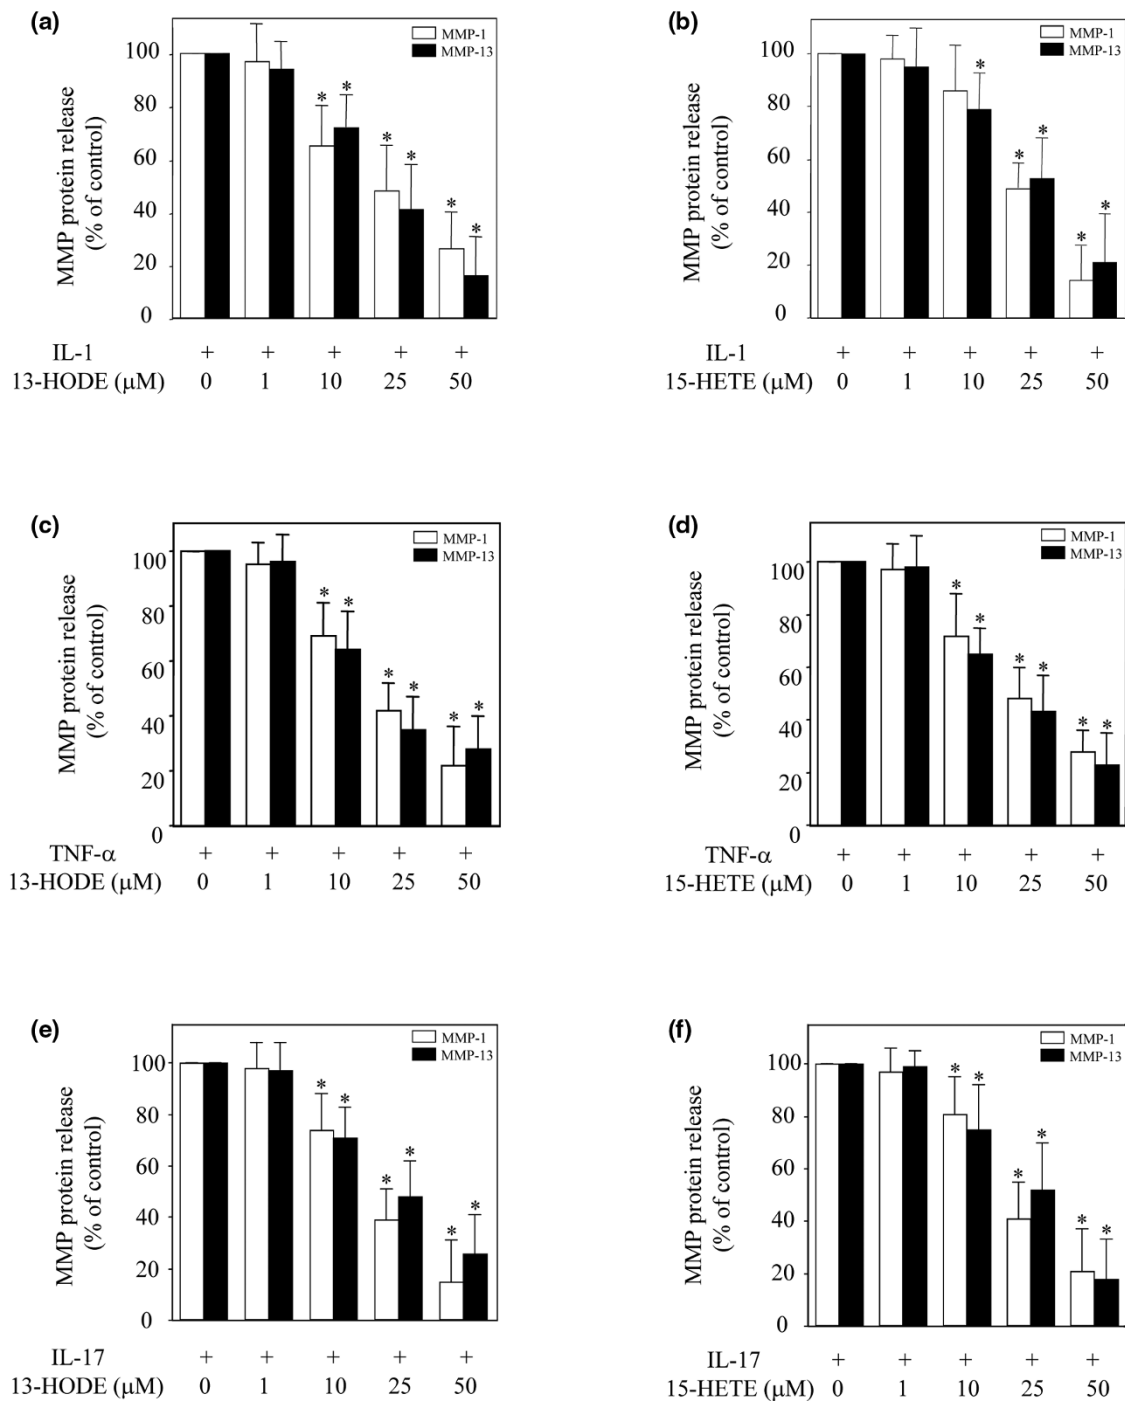 (a)
MMP-1
MMP-13
MMP protein release
(% of control)
100
80
60
40
20
0
IL-1 + + + + +
13-HODE (μM) 0 1 10 25 50
* * * * * *
(b)
MMP-1
MMP-13
MMP protein release
(% of control)
100
80
60
40
20
0
IL-1 + + + + +
15-HETE (μM) 0 1 10 25 50
* * * * *
(c)
MMP-1
MMP-13
MMP protein release
(% of control)
100
80
60
40
20
0
TNF-α + + + + +
13-HODE (μM) 0 1 10 25 50
* * * * * *
(d)
MMP-1
MMP-13
MMP protein release
(% of control)
100
80
60
40
20
0
TNF-α + + + + +
15-HETE (μM) 0 1 10 25 50
* * * * * *
(e)
MMP-1
MMP-13
MMP protein release
(% of control)
100
80
60
40
20
0
IL-17 + + + + +
13-HODE (μM) 0 1 10 25 50
* * * * * *
(f)
MMP-1
MMP-13
MMP protein release
(% of control)
100
80
60
40
20
0
IL-17 + + + + +
15-HETE (μM) 0 1 10 25 50
* * * * * *